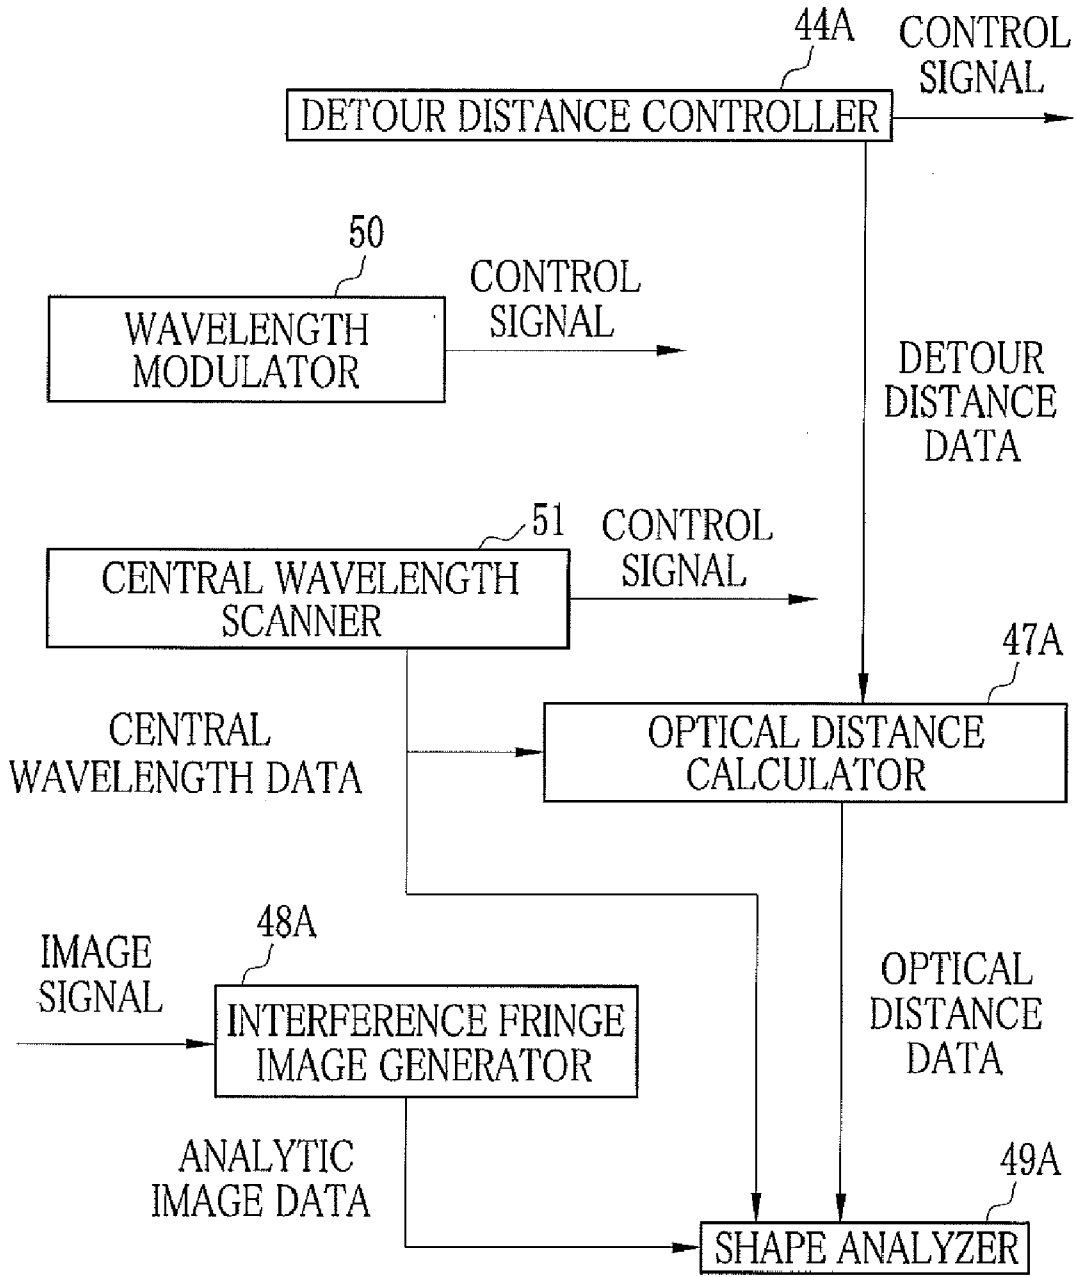 44A
CONTROL
SIGNAL
DETOUR DISTANCE CONTROLLER
50
CONTROL
SIGNAL
WAVELENGTH
MODULATOR
DETOUR
DISTANCE
DATA
51
CONTROL
SIGNAL
CENTRAL WAVELENGTH
SCANNER
47A
CENTRAL
WAVELENGTH DATA
OPTICAL DISTANCE
CALCULATOR
48A
IMAGE
SIGNAL
INTERFERENCE FRINGE
IMAGE GENERATOR
OPTICAL
DISTANCE
DATA
ANALYTIC
IMAGE DATA
49A
SHAPE ANALYZER